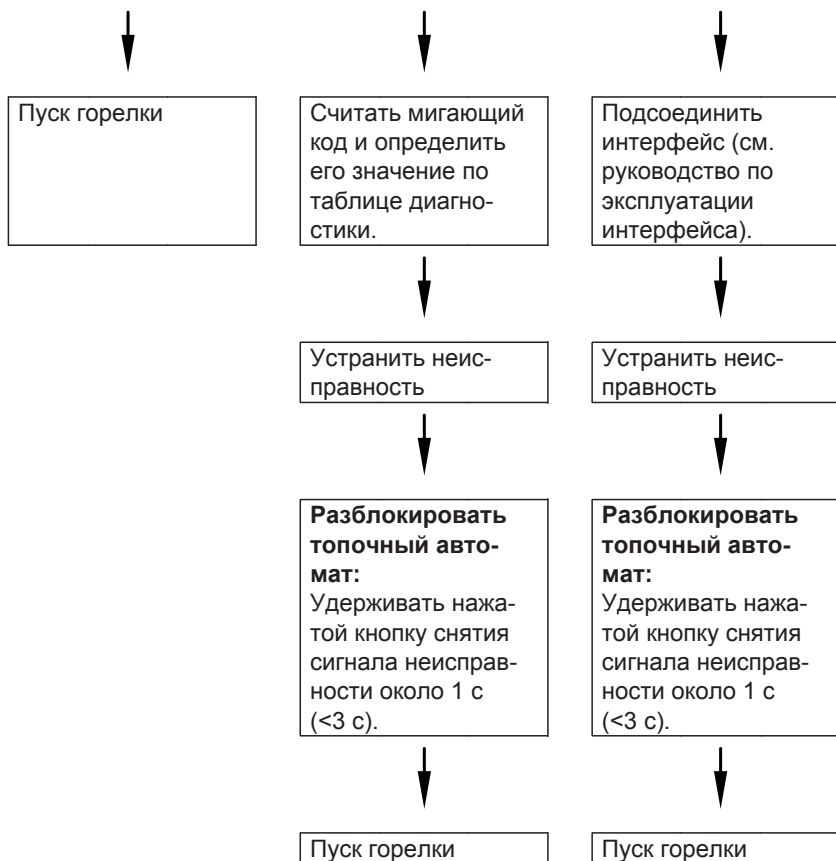 Пуск горелки
Считать мигающий
код и определить
его значение по
таблице диагно-
стики.
Подсоединить
интерфейс (см.
руководство по
эксплуатации
интерфейса).
Устранить неис-
правность
Устранить неис-
правность
Разблокировать
топочный авто-
мат:
Удерживать нажа-
той кнопку снятия
сигнала неисправ-
ности около 1 с
(<3 с).
Разблокировать
топочный авто-
мат:
Удерживать нажа-
той кнопку снятия
сигнала неисправ-
ности около 1 с
(<3 с).
Пуск горелки
Пуск горелки